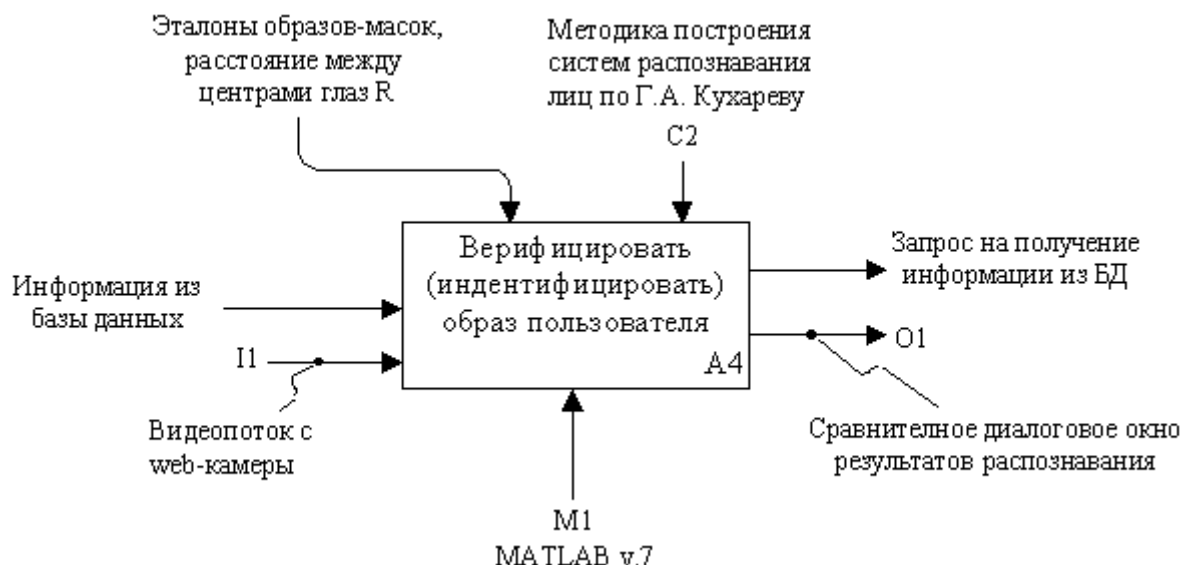 Эталоны образов-масок,
расстояние между
центрами глаз R
Методика построения
систем распознавания
лиц по Г.А. Кухареву
C2
Верифицировать
(индентифицировать)
образ пользователя
A4
Информация из
базы данных
I1
Видеопоток с
web-камеры
Запрос на получение
информации из БД
O1
Сравнителное диалоговое окно
результатов распознавания
M1
MATLAB v.7